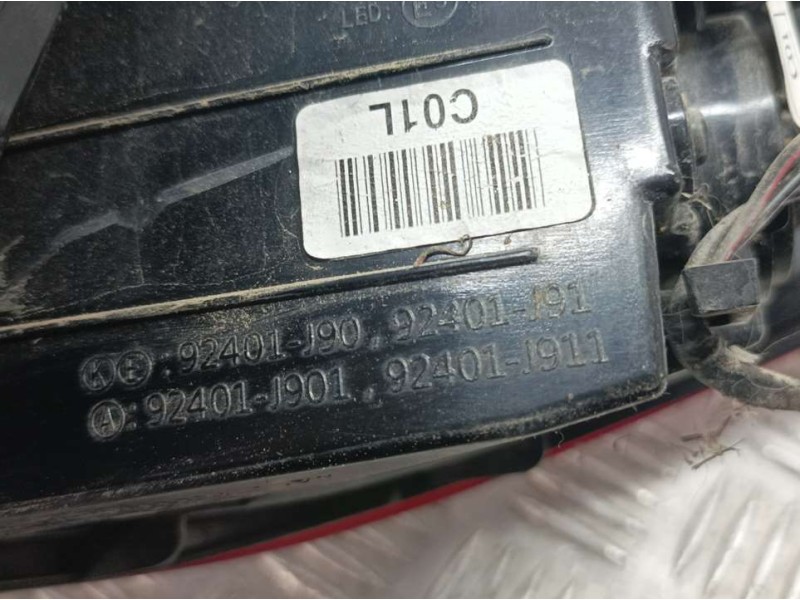 LED:
C01L
Ⓚ Ⓔ: 92401-J90 , 92401-J91
Ⓐ: 92401-J901 , 92401-J911